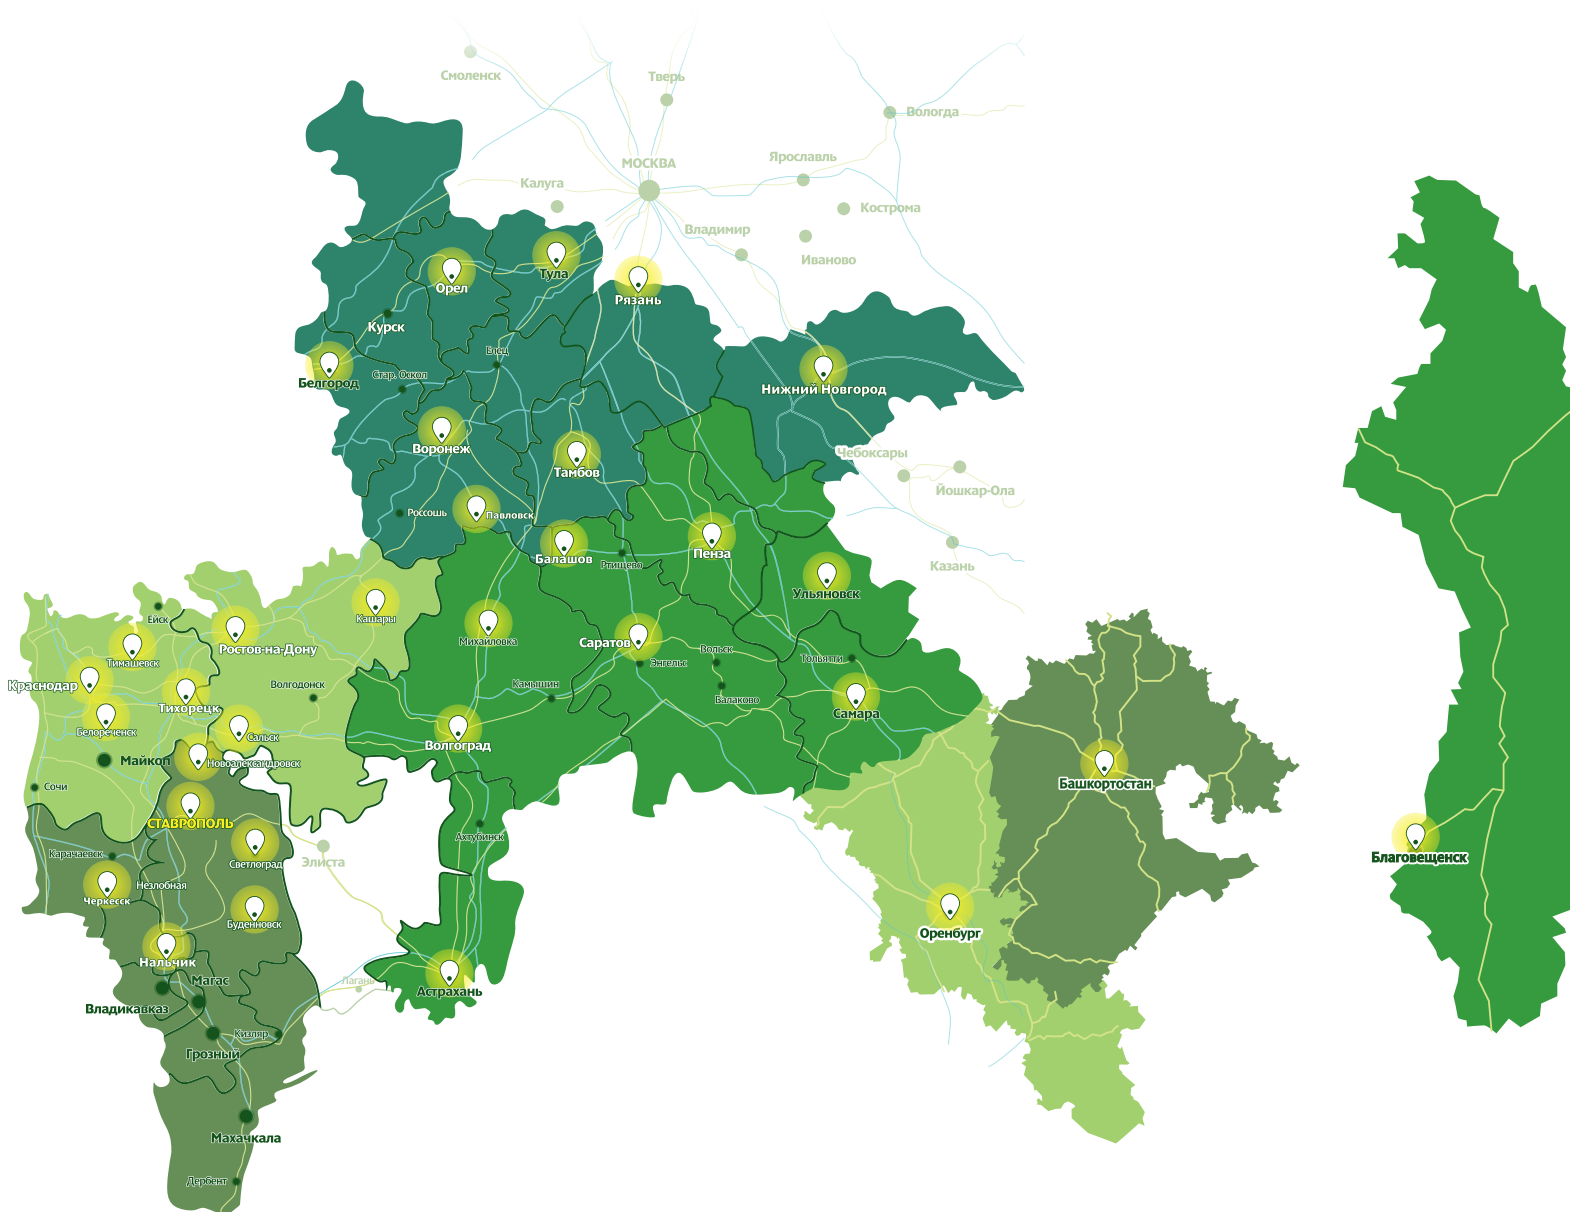 Смоленск
Тверь
Вологда
МОСКВА
Ярославль
Калуга
Кострома
Владимир
Иваново
Тула
Орел
Рязань
Курск
Елец
Стар. Оскол
Белгород
Нижний Новгород
Воронеж
Чебоксары
Тамбов
Йошкар-Ола
Россошь
Павловск
Балашов
Пенза
Ртищево
Казань
Ульяновск
Ейск
Кашары
Ростов-на-Дону
Михайловка
Саратов
Вольск
Тимашевск
Энгельс
Тольятти
Краснодар
Волгодонск
Камышин
Балаково
Тихорецк
Самара
Белореченск
Сальск
Волгоград
Майкоп
Новоалександровск
Сочи
Башкортостан
СТАВРОПОЛЬ
Ахтубинск
Карачаевск
Светлоград
Элиста
Благовещенск
Незлобная
Черкесск
Буденновск
Оренбург
Нальчик
Магас
Лагань
Астрахань
Владикавказ
Кизляр
Грозный
Махачкала
Дербент